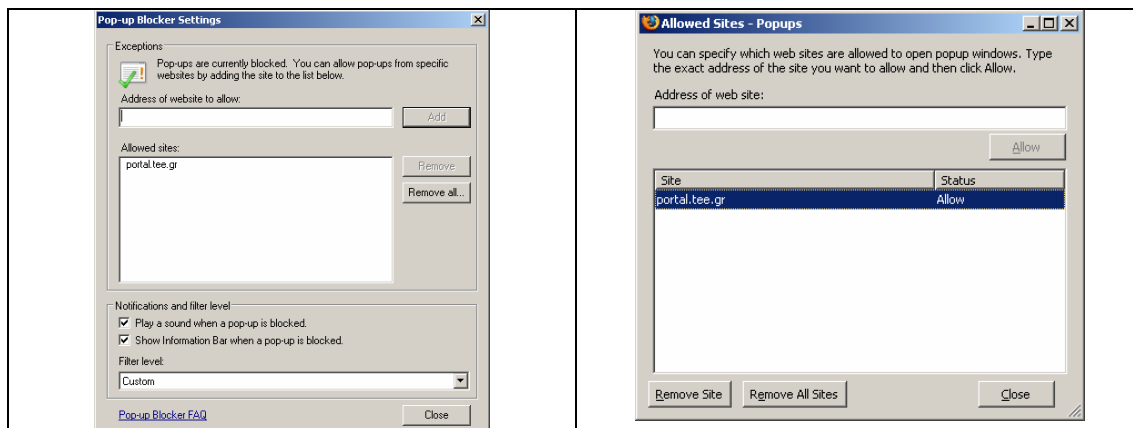 Pop-up Blocker Settings
Exceptions
Pop-ups are currently blocked. You can allow pop-ups from specific
websites by adding the site to the list below.
Address of website to allow:
Add
Allowed sites:
portal.tee.gr
Remove
Remove all...
Notifications and filter level
Play a sound when a pop-up is blocked.
Show Information Bar when a pop-up is blocked.
Filter level:
Custom
Pop-up Blocker FAQ
Close
Allowed Sites - Popups
You can specify which web sites are allowed to open popup windows. Type
the exact address of the site you want to allow and then click Allow.
Address of web site:
Allow
Site Status
portal.tee.gr Allow
Remove Site Remove All Sites Close